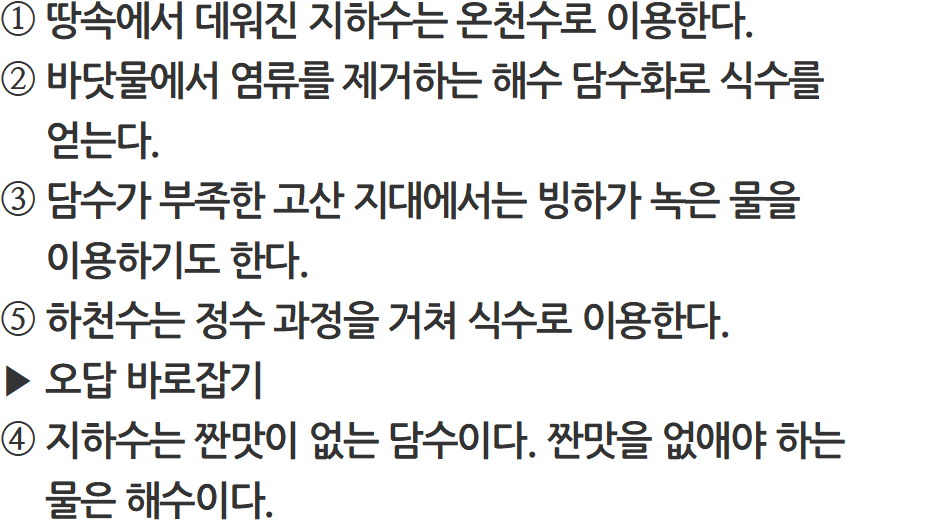 ① 땅속에서 데워진 지하수는 온천수로 이용한다.
② 바닷물에서 염류를 제거하는 해수 담수화로 식수를
얻는다.
③ 담수가 부족한 고산 지대에서는 빙하가 녹은 물을
이용하기도 한다.
⑤ 하천수는 정수 과정을 거쳐 식수로 이용한다.
▶ 오답 바로잡기
④ 지하수는 짠맛이 없는 담수이다. 짠맛을 없애야 하는
물은 해수이다.